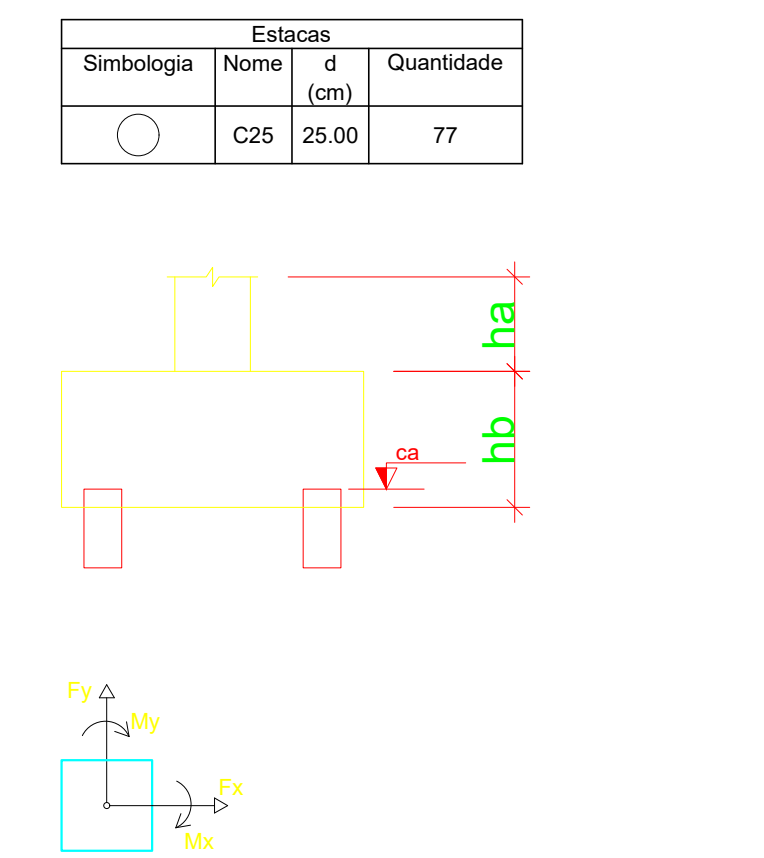 Estacas
Simbologia Nome d Quantidade
(cm)
C25 25.00 77
ha
hb
ca
Fy
My
Fx
Mx